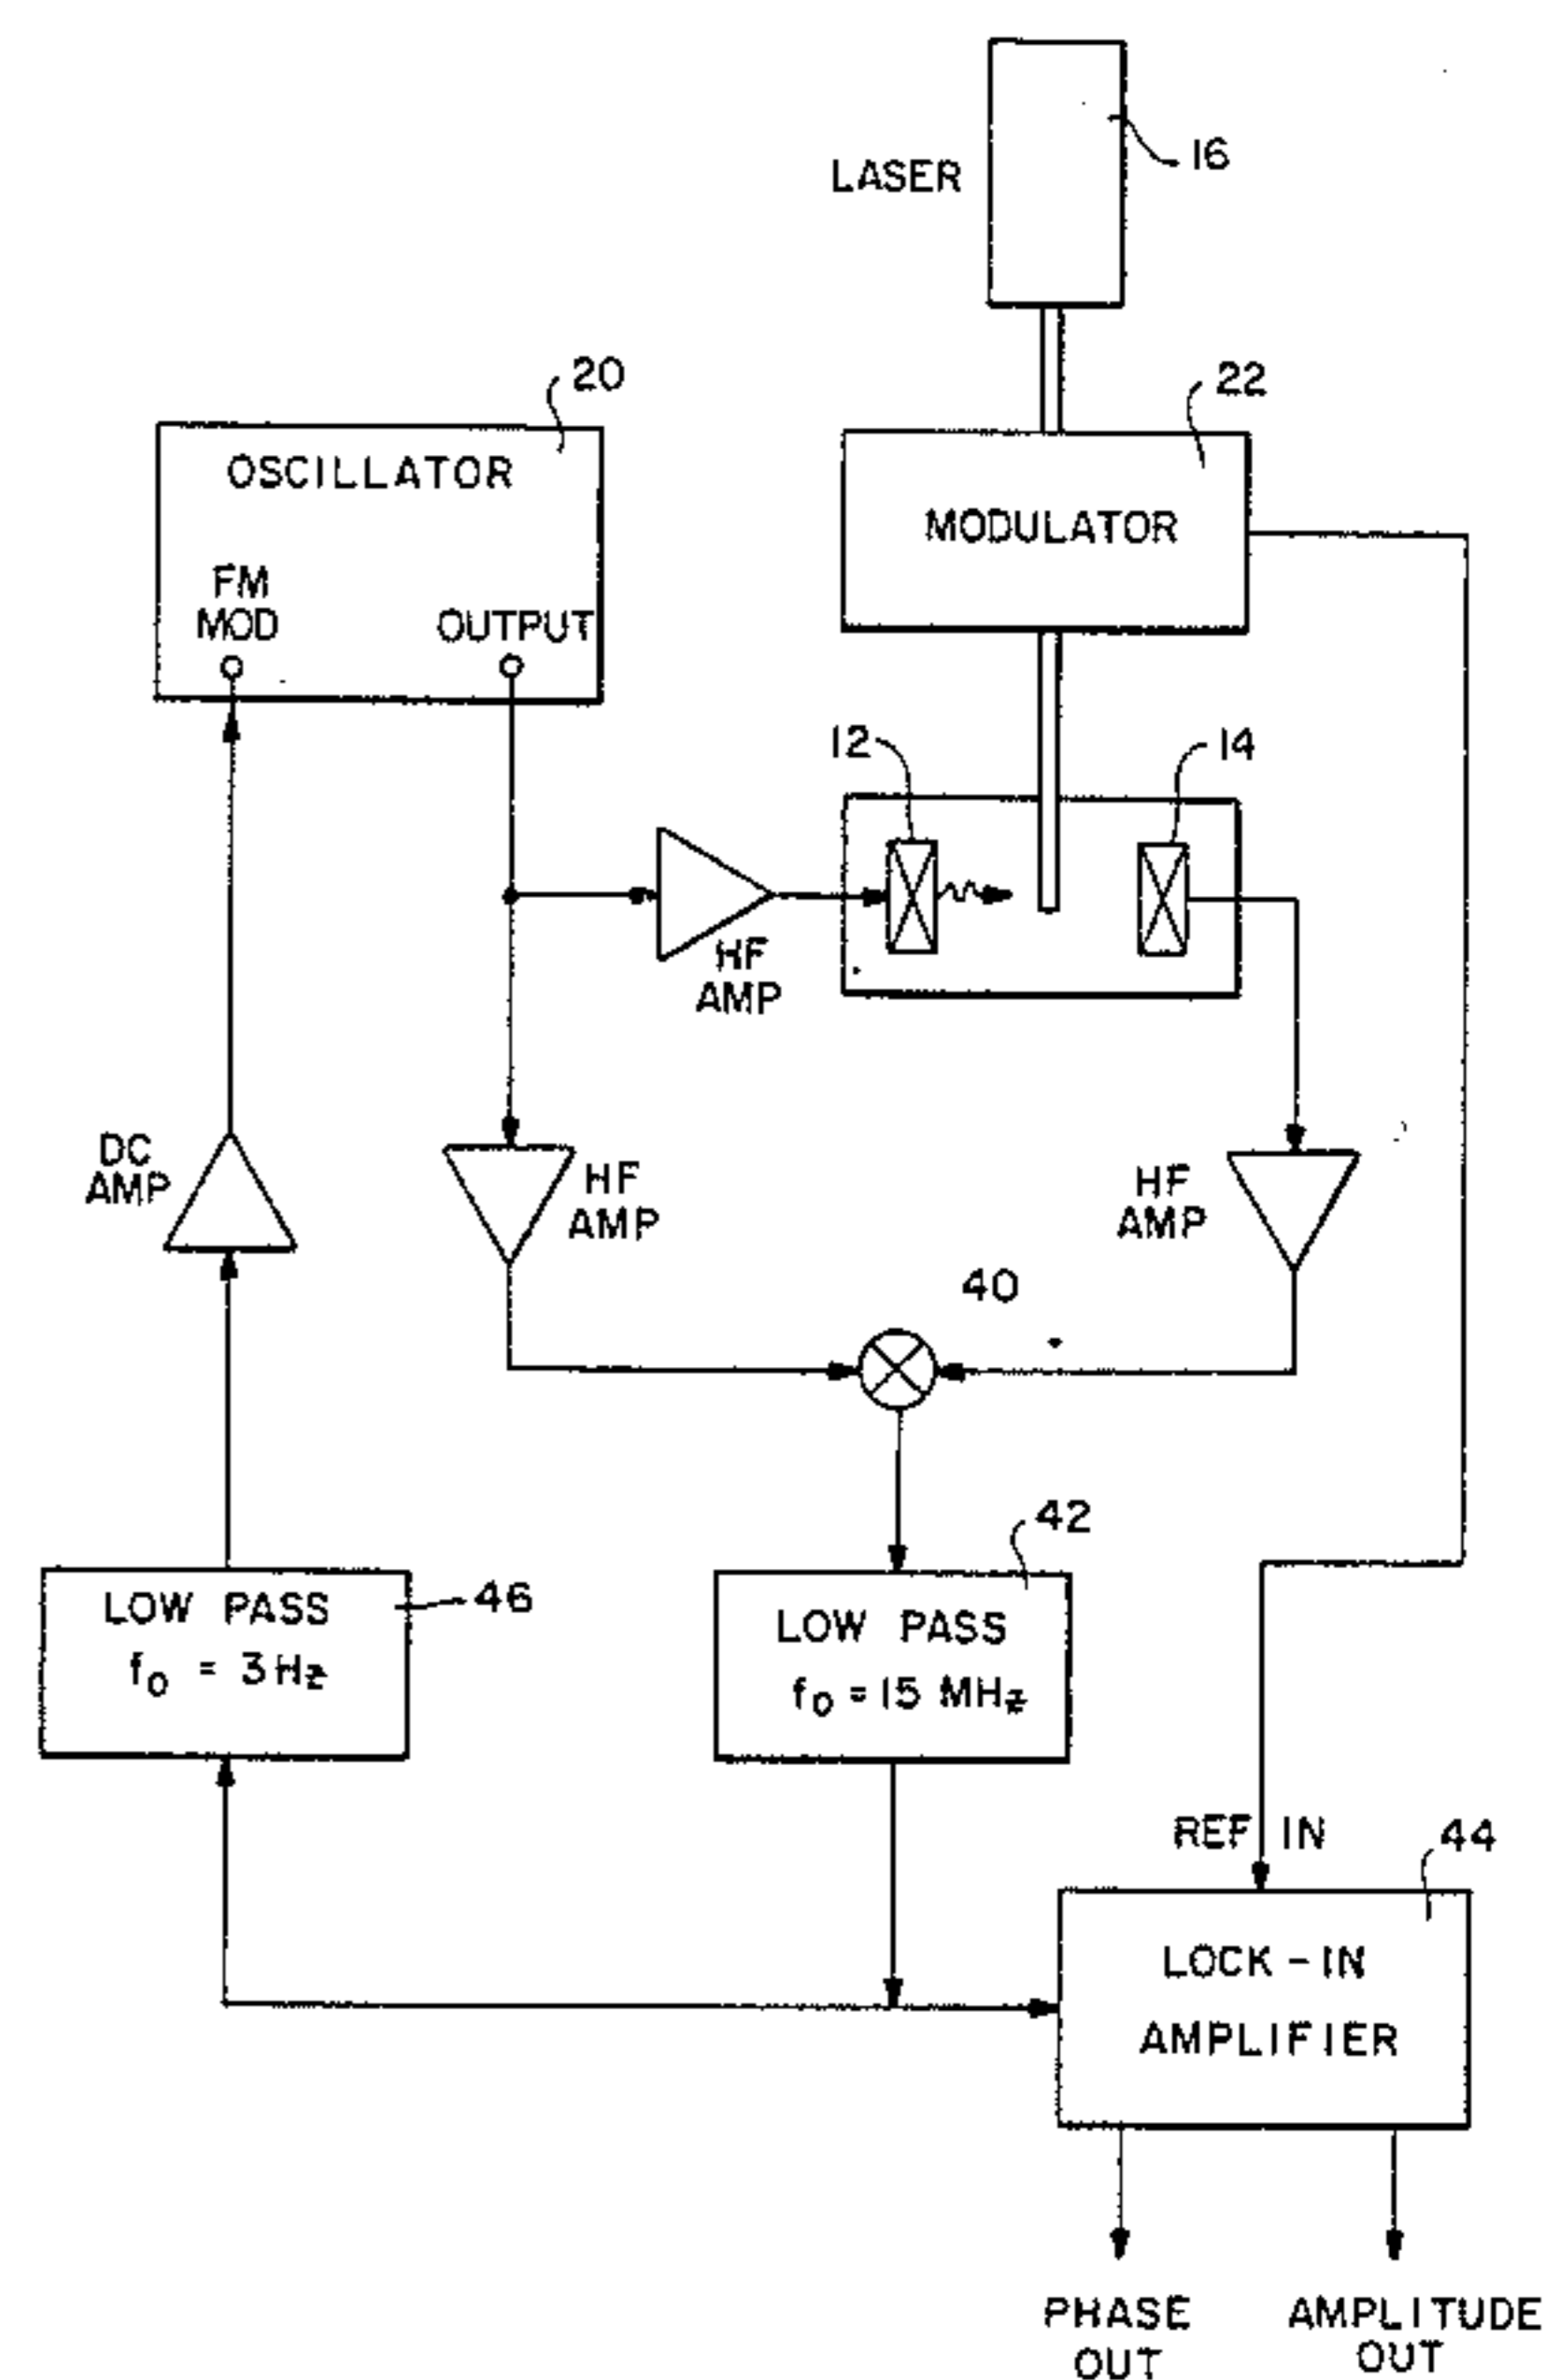 LASER
16
20
OSCILLATOR
FM
MOD
OUTPUT
22
MODULATOR
12
14
HF
AMP
DC
AMP
HF
AMP
HF
AMP
40
42
LOW PASS
f₀ = 3 Hz
46
LOW PASS
f₀ = 15 MHz
REF IN
44
LOCK-IN
AMPLIFIER
PHASE
OUT
AMPLITUDE
OUT